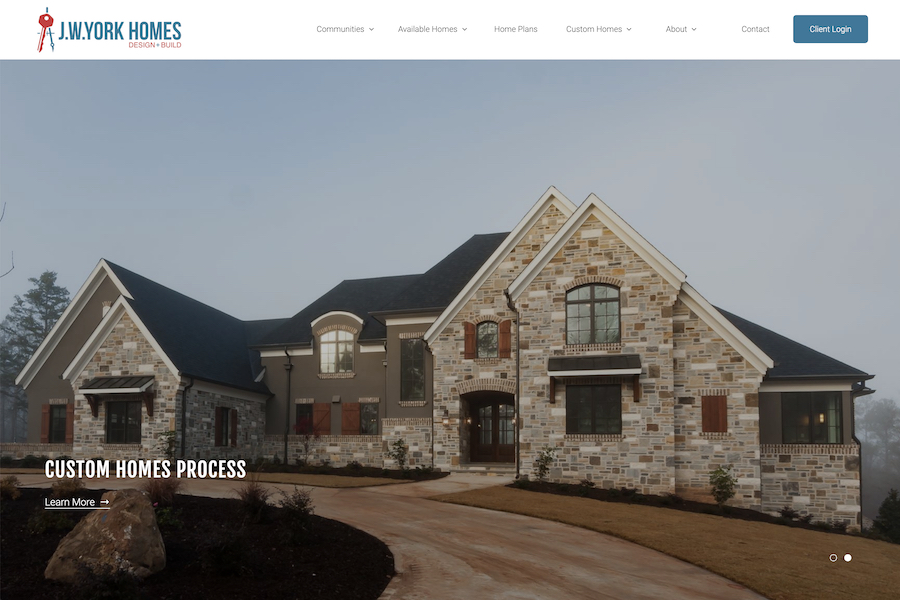 J.W.YORK HOMES
DESIGN+BUILD
Communities
Available Homes
Home Plans
Custom Homes
About
Contact
Client Login
CUSTOM HOMES PROCESS
Learn More →